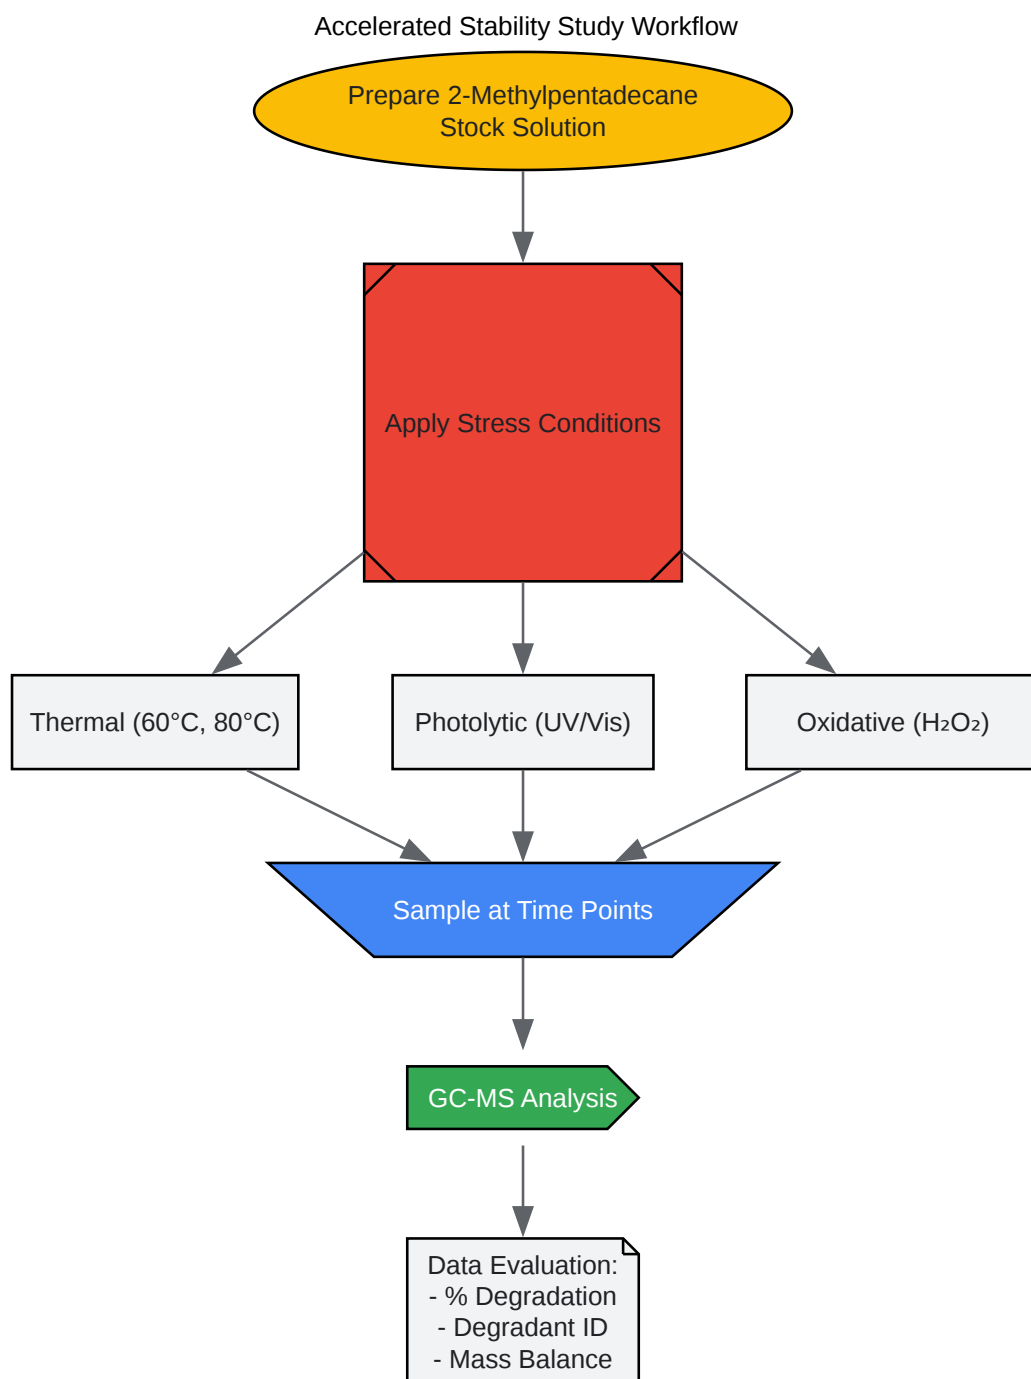 Accelerated Stability Study Workflow
Prepare 2-Methylpentadecane
Stock Solution
Apply Stress Conditions
Thermal (60°C, 80°C)
Photolytic (UV/Vis)
Oxidative (H₂O₂)
Sample at Time Points
GC-MS Analysis
Data Evaluation:
- % Degradation
- Degradant ID
- Mass Balance